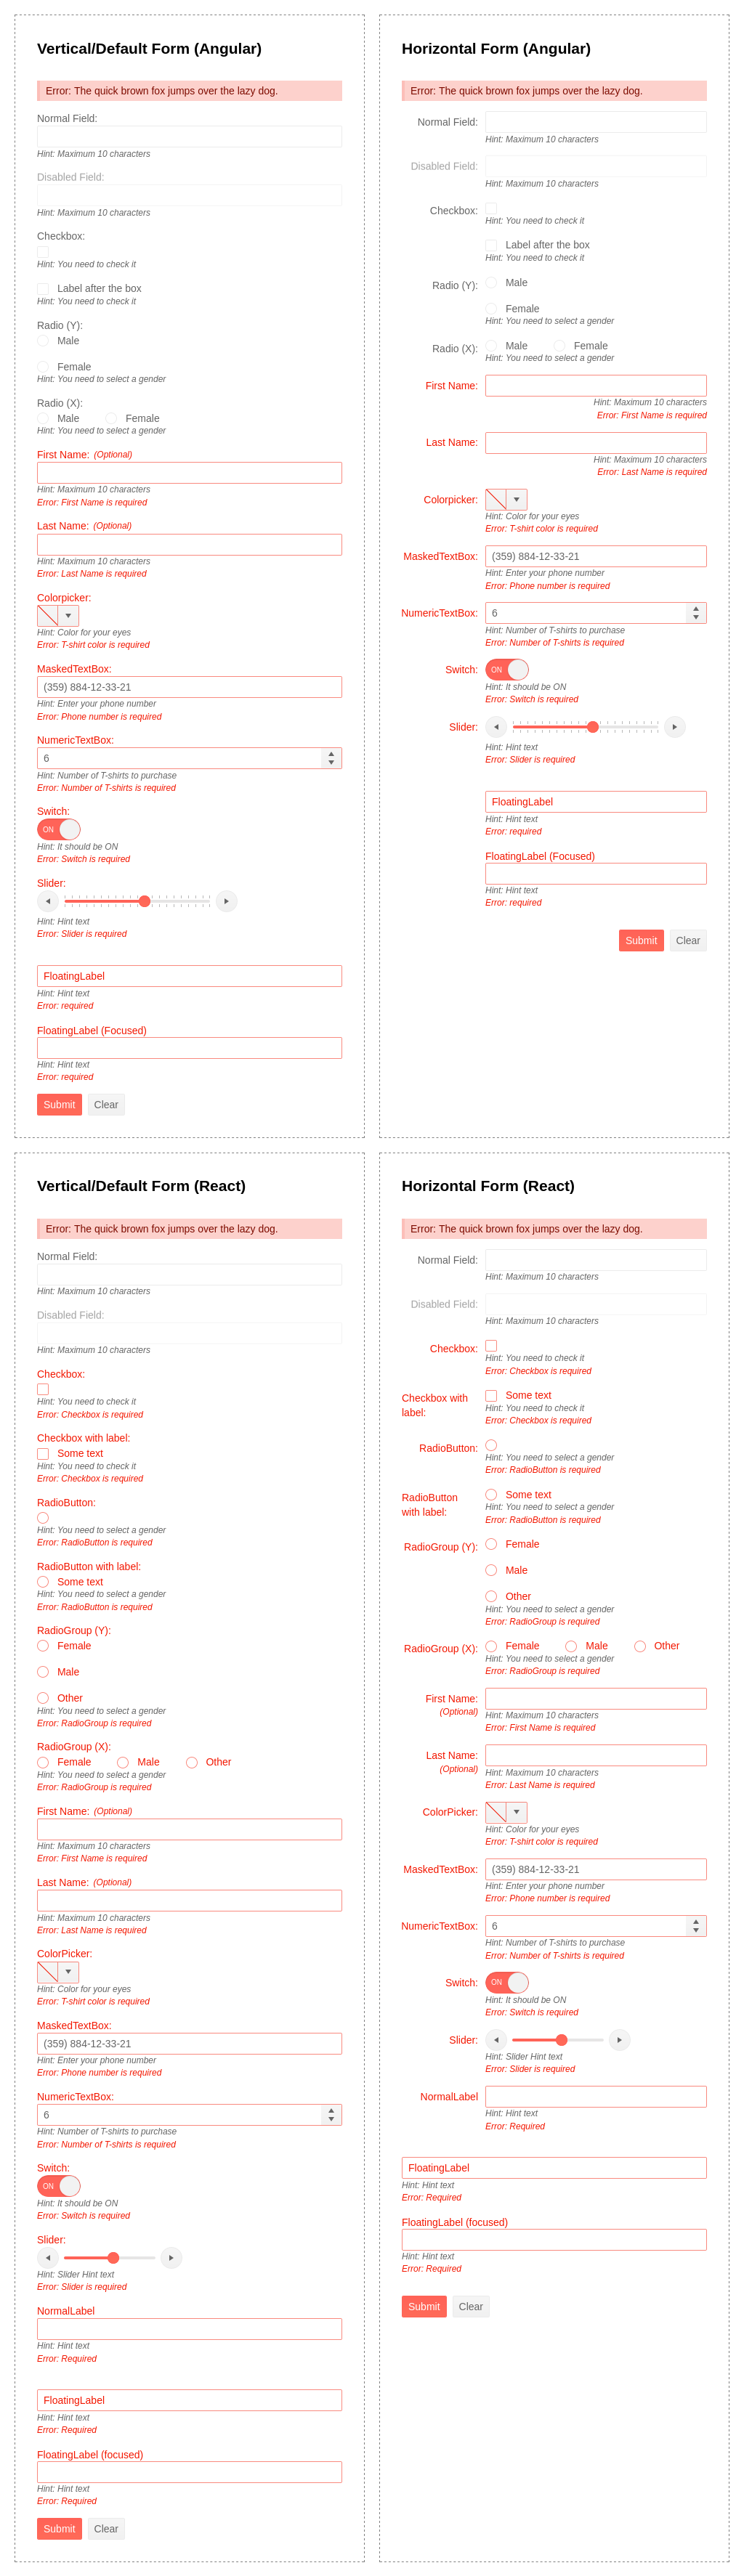 Vertical/Default Form (Angular)
Error: The quick brown fox jumps over the lazy dog.
Normal Field:
Hint: Maximum 10 characters
Disabled Field:
Hint: Maximum 10 characters
Checkbox:
Hint: You need to check it
Label after the box
Hint: You need to check it
Radio (Y):
Male
Female
Hint: You need to select a gender
Radio (X):
Male Female
Hint: You need to select a gender
First Name: (Optional)
Hint: Maximum 10 characters
Error: First Name is required
Last Name: (Optional)
Hint: Maximum 10 characters
Error: Last Name is required
Colorpicker:
Hint: Color for your eyes
Error: T-shirt color is required
MaskedTextBox:
(359) 884-12-33-21
Hint: Enter your phone number
Error: Phone number is required
NumericTextBox:
6
Hint: Number of T-shirts to purchase
Error: Number of T-shirts is required
Switch:
ON
Hint: It should be ON
Error: Switch is required
Slider:
Hint: Hint text
Error: Slider is required
FloatingLabel
Hint: Hint text
Error: required
FloatingLabel (Focused)
Hint: Hint text
Error: required
Submit Clear
Horizontal Form (Angular)
Error: The quick brown fox jumps over the lazy dog.
Normal Field:
Hint: Maximum 10 characters
Disabled Field:
Hint: Maximum 10 characters
Checkbox:
Hint: You need to check it
Label after the box
Hint: You need to check it
Radio (Y): Male
Female
Hint: You need to select a gender
Radio (X): Male Female
Hint: You need to select a gender
First Name:
Hint: Maximum 10 characters
Error: First Name is required
Last Name:
Hint: Maximum 10 characters
Error: Last Name is required
Colorpicker:
Hint: Color for your eyes
Error: T-shirt color is required
MaskedTextBox: (359) 884-12-33-21
Hint: Enter your phone number
Error: Phone number is required
NumericTextBox: 6
Hint: Number of T-shirts to purchase
Error: Number of T-shirts is required
Switch: ON
Hint: It should be ON
Error: Switch is required
Slider:
Hint: Hint text
Error: Slider is required
FloatingLabel
Hint: Hint text
Error: required
FloatingLabel (Focused)
Hint: Hint text
Error: required
Submit Clear
Vertical/Default Form (React)
Error: The quick brown fox jumps over the lazy dog.
Normal Field:
Hint: Maximum 10 characters
Disabled Field:
Hint: Maximum 10 characters
Checkbox:
Hint: You need to check it
Error: Checkbox is required
Checkbox with label:
Some text
Hint: You need to check it
Error: Checkbox is required
RadioButton:
Hint: You need to select a gender
Error: RadioButton is required
RadioButton with label:
Some text
Hint: You need to select a gender
Error: RadioButton is required
RadioGroup (Y):
Female
Male
Other
Hint: You need to select a gender
Error: RadioGroup is required
RadioGroup (X):
Female Male Other
Hint: You need to select a gender
Error: RadioGroup is required
First Name: (Optional)
Hint: Maximum 10 characters
Error: First Name is required
Last Name: (Optional)
Hint: Maximum 10 characters
Error: Last Name is required
ColorPicker:
Hint: Color for your eyes
Error: T-shirt color is required
MaskedTextBox:
(359) 884-12-33-21
Hint: Enter your phone number
Error: Phone number is required
NumericTextBox:
6
Hint: Number of T-shirts to purchase
Error: Number of T-shirts is required
Switch:
ON
Hint: It should be ON
Error: Switch is required
Slider:
Hint: Slider Hint text
Error: Slider is required
NormalLabel
Hint: Hint text
Error: Required
FloatingLabel
Hint: Hint text
Error: Required
FloatingLabel (focused)
Hint: Hint text
Error: Required
Submit Clear
Horizontal Form (React)
Error: The quick brown fox jumps over the lazy dog.
Normal Field:
Hint: Maximum 10 characters
Disabled Field:
Hint: Maximum 10 characters
Checkbox:
Hint: You need to check it
Error: Checkbox is required
Checkbox with
label:
Some text
Hint: You need to check it
Error: Checkbox is required
RadioButton:
Hint: You need to select a gender
Error: RadioButton is required
RadioButton
with label:
Some text
Hint: You need to select a gender
Error: RadioButton is required
RadioGroup (Y): Female
Male
Other
Hint: You need to select a gender
Error: RadioGroup is required
RadioGroup (X): Female Male Other
Hint: You need to select a gender
Error: RadioGroup is required
First Name:
(Optional)
Hint: Maximum 10 characters
Error: First Name is required
Last Name:
(Optional)
Hint: Maximum 10 characters
Error: Last Name is required
ColorPicker:
Hint: Color for your eyes
Error: T-shirt color is required
MaskedTextBox: (359) 884-12-33-21
Hint: Enter your phone number
Error: Phone number is required
NumericTextBox: 6
Hint: Number of T-shirts to purchase
Error: Number of T-shirts is required
Switch: ON
Hint: It should be ON
Error: Switch is required
Slider:
Hint: Slider Hint text
Error: Slider is required
NormalLabel
Hint: Hint text
Error: Required
FloatingLabel
Hint: Hint text
Error: Required
FloatingLabel (focused)
Hint: Hint text
Error: Required
Submit Clear